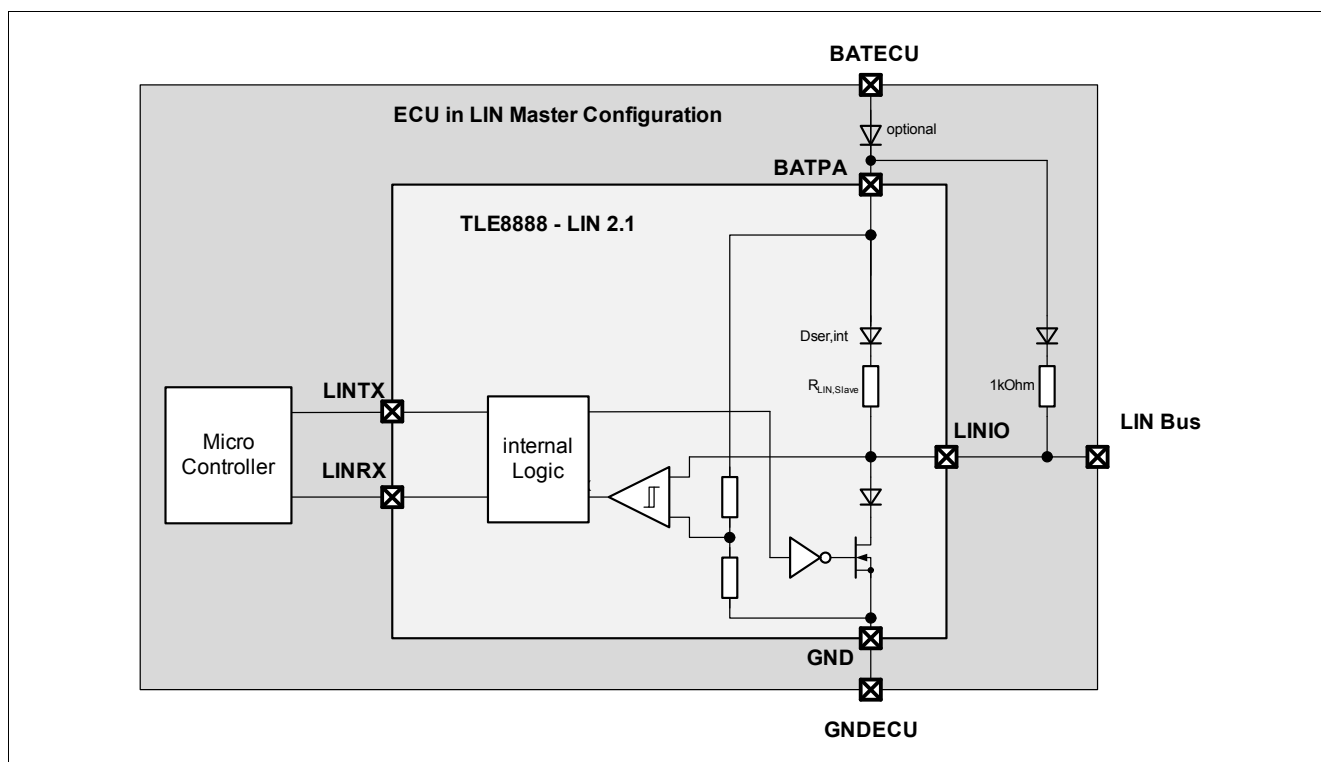 BATECU
ECU in LIN Master Configuration
optional
BATPA
TLE8888 - LIN 2.1
Dser,int
R_LIN,Slave
1kOhm
LINTX
LINIO
LIN Bus
Micro
Controller
internal
Logic
LINRX
GND
GNDECU